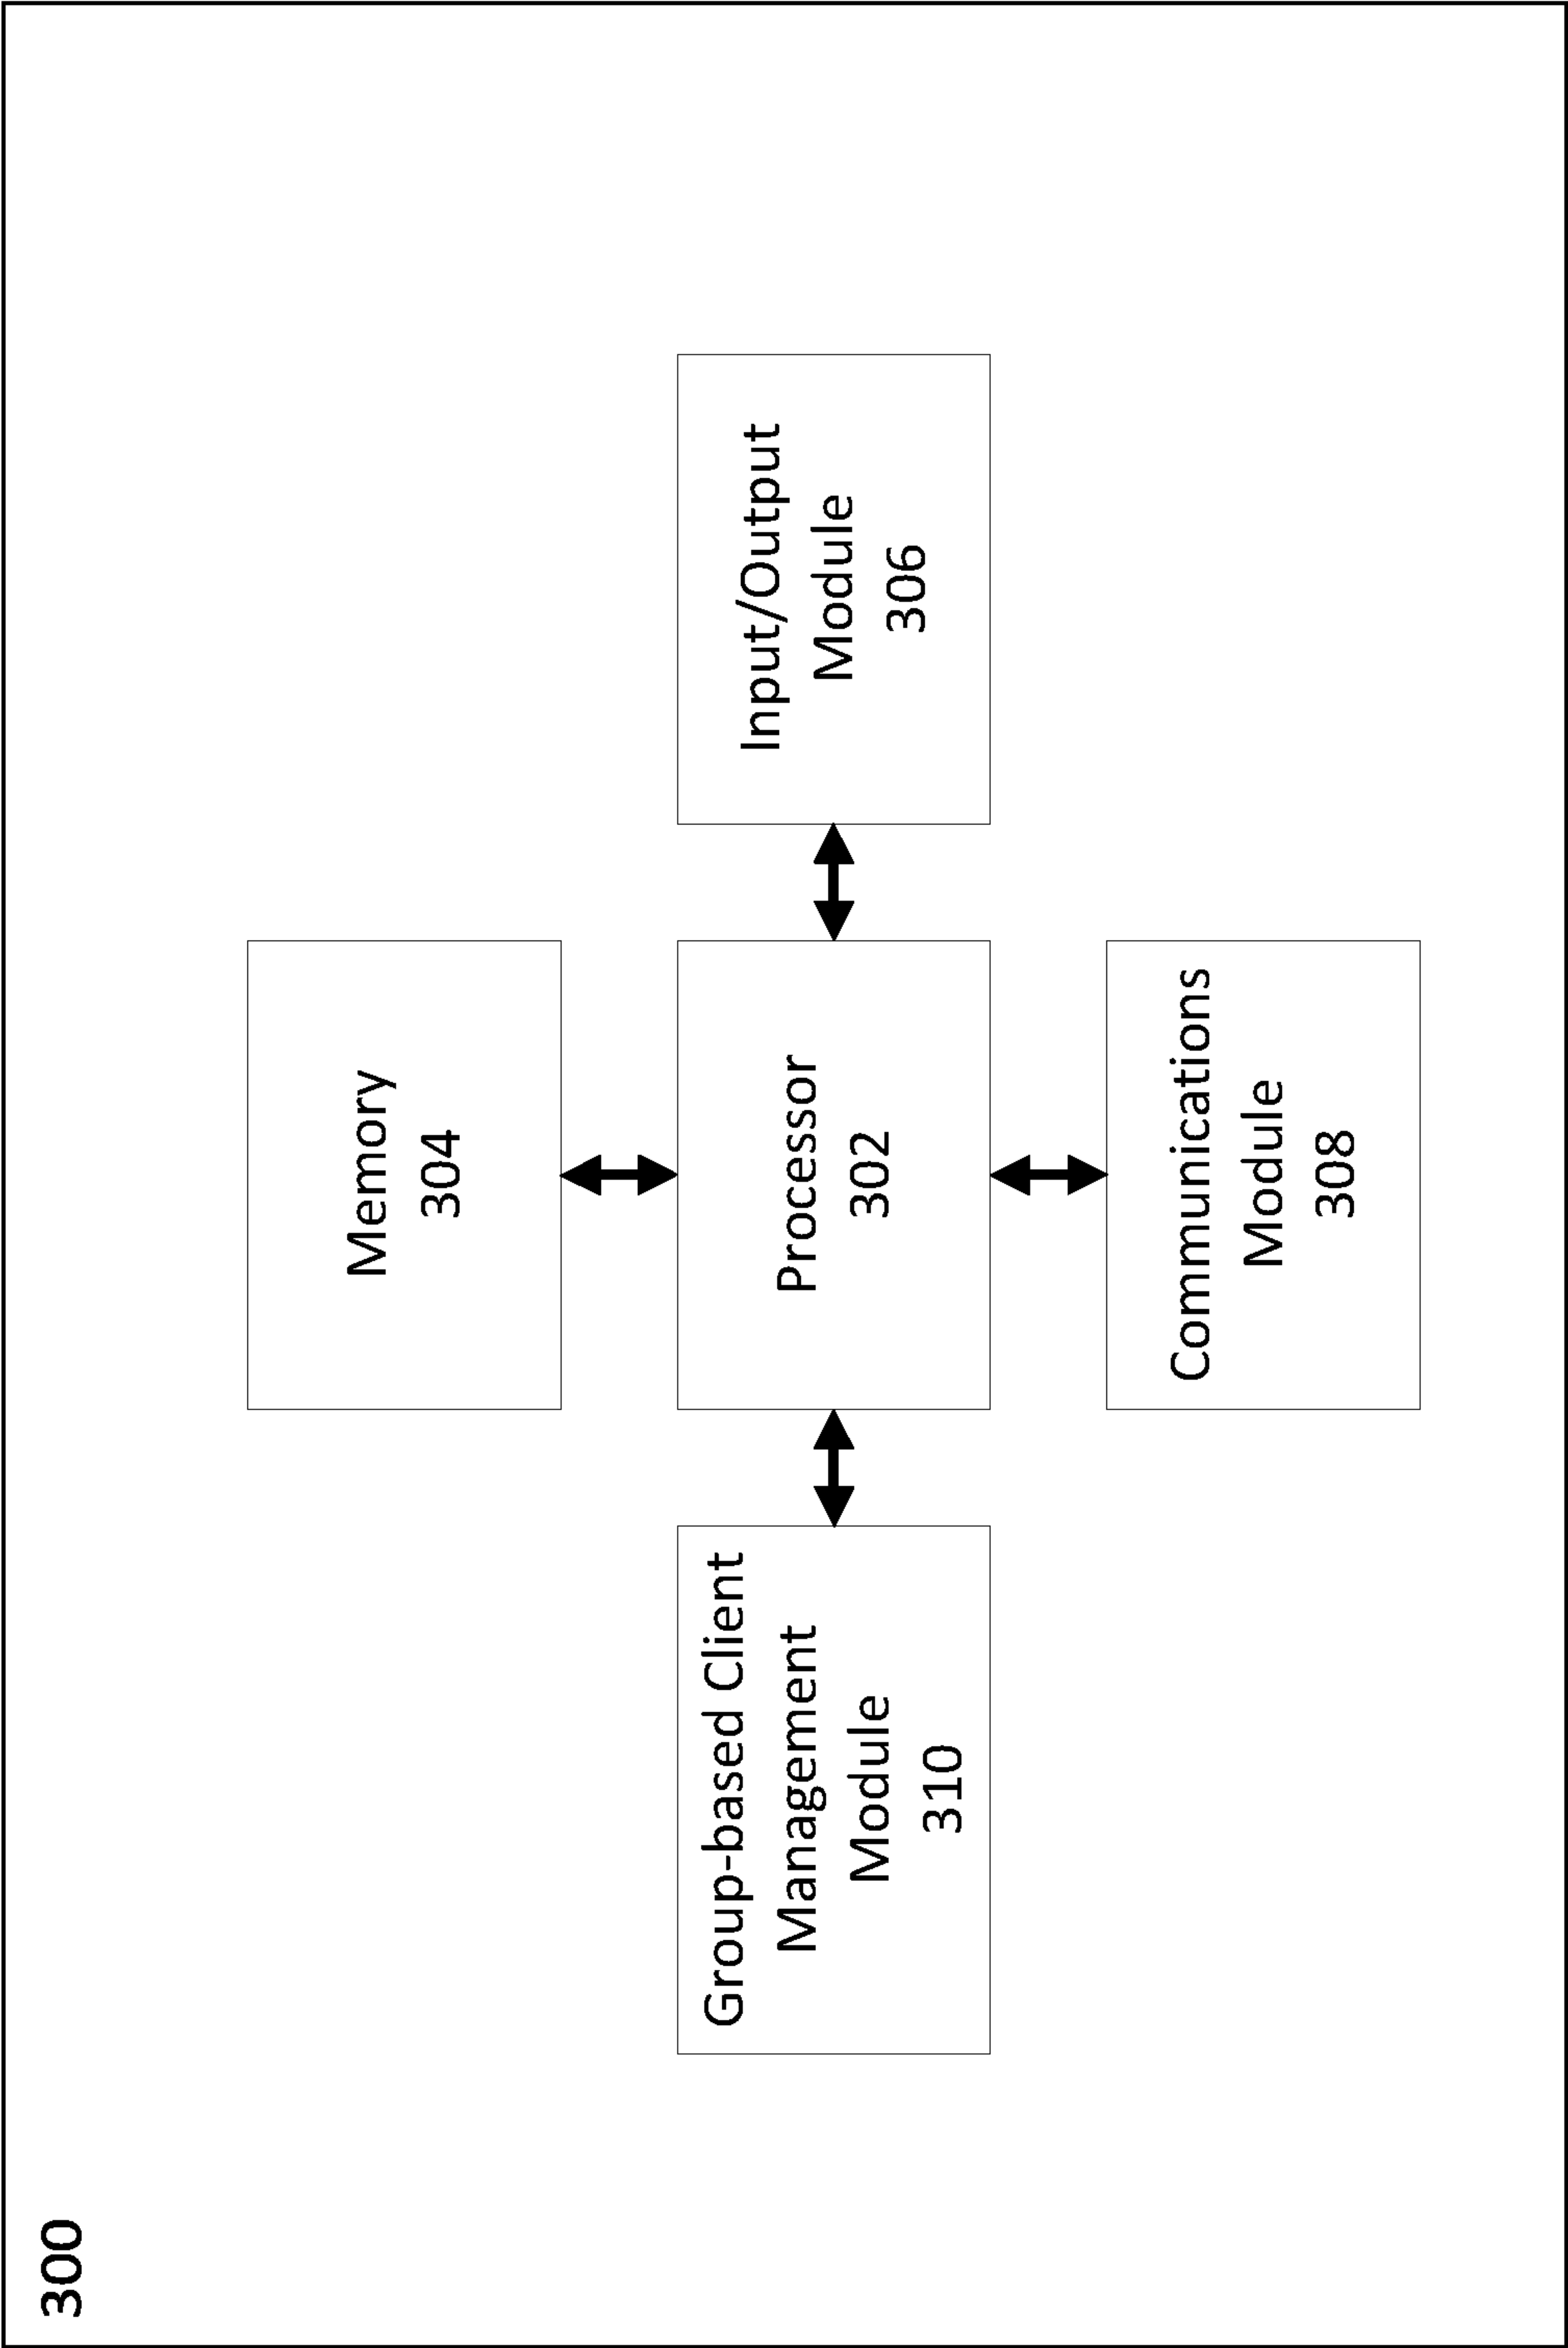 300
Memory
304
Group-based Client
Management
Module
310
Processor
302
Input/Output
Module
306
Communications
Module
308